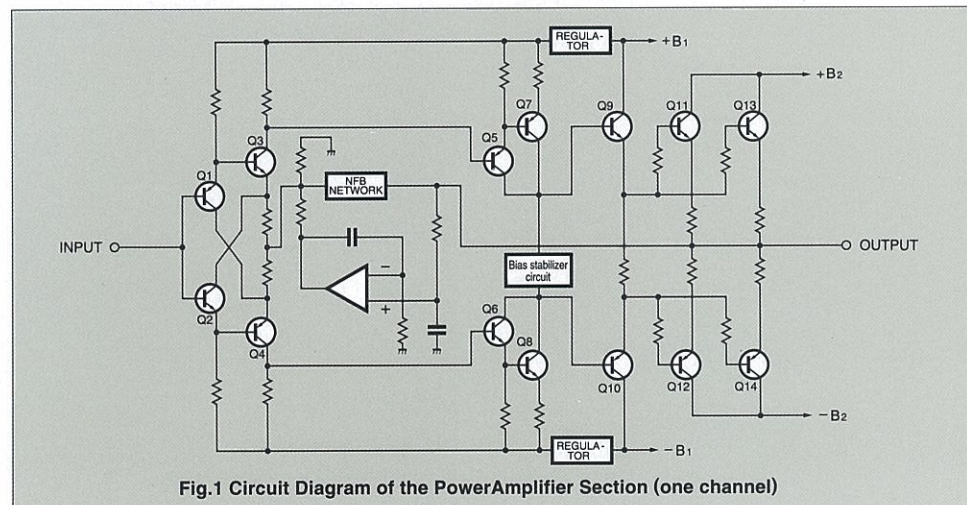 REGULA-
TOR
+B1
+B2
Q7
Q9
Q11
Q13
Q5
Q3
Q1
NFB
NETWORK
INPUT
OUTPUT
Bias stabilizer
circuit
−
+
Q2
Q4
Q6
Q8
Q10
Q12
Q14
−B2
REGULA-
TOR
−B1
Fig.1 Circuit Diagram of the PowerAmplifier Section (one channel)